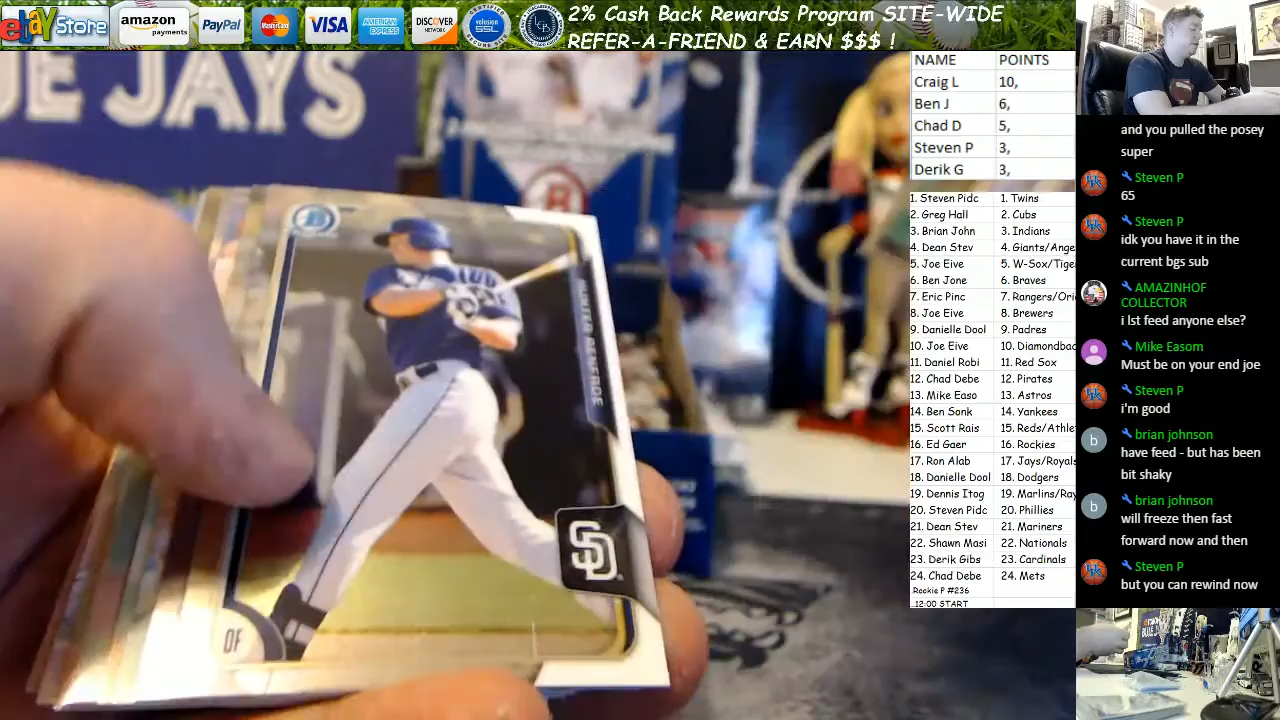 ebay Store
amazon
payments
PayPal
MasterCard
VISA
AMERICAN
EXPRESS
DISCOVER
NETWORK
volusion
SSL
2% Cash Back Rewards Program SITE-WIDE
REFER-A-FRIEND & EARN $$$ !
UE JAYS
B
HUNTER RENFROE
SD
OF
NAME POINTS
Craig L 10,
Ben J 6,
Chad D 5,
Steven P 3,
Derik G 3,
1. Steven Pidc 1. Twins
2. Greg Hall 2. Cubs
3. Brian John 3. Indians
4. Dean Stev 4. Giants/Ange
5. Joe Eive 5. W-Sox/Tige
6. Ben Jone 6. Braves
7. Eric Pinc 7. Rangers/Ori
8. Joe Eive 8. Brewers
9. Danielle Dool 9. Padres
10. Joe Eive 10. Diamondbac
11. Daniel Robi 11. Red Sox
12. Chad Debe 12. Pirates
13. Mike Easo 13. Astros
14. Ben Sonk 14. Yankees
15. Scott Rais 15. Reds/Athle
16. Ed Gaer 16. Rockies
17. Ron Alab 17. Jays/Royals
18. Danielle Dool 18. Dodgers
19. Dennis Itog 19. Marlins/Ray
20. Steven Pidc 20. Phillies
21. Dean Stev 21. Mariners
22. Shawn Masi 22. Nationals
23. Derik Gibs 23. Cardinals
24. Chad Debe 24. Mets
Rookie P #236
12:00 START
and you pulled the posey
super
Steven P
65
Steven P
idk you have it in the
current bgs sub
AMAZINHOF
COLLECTOR
i lst feed anyone else?
Mike Easom
Must be on your end joe
Steven P
i'm good
b
brian johnson
have feed - but has been
bit shaky
b
brian johnson
will freeze then fast
forward now and then
Steven P
but you can rewind now